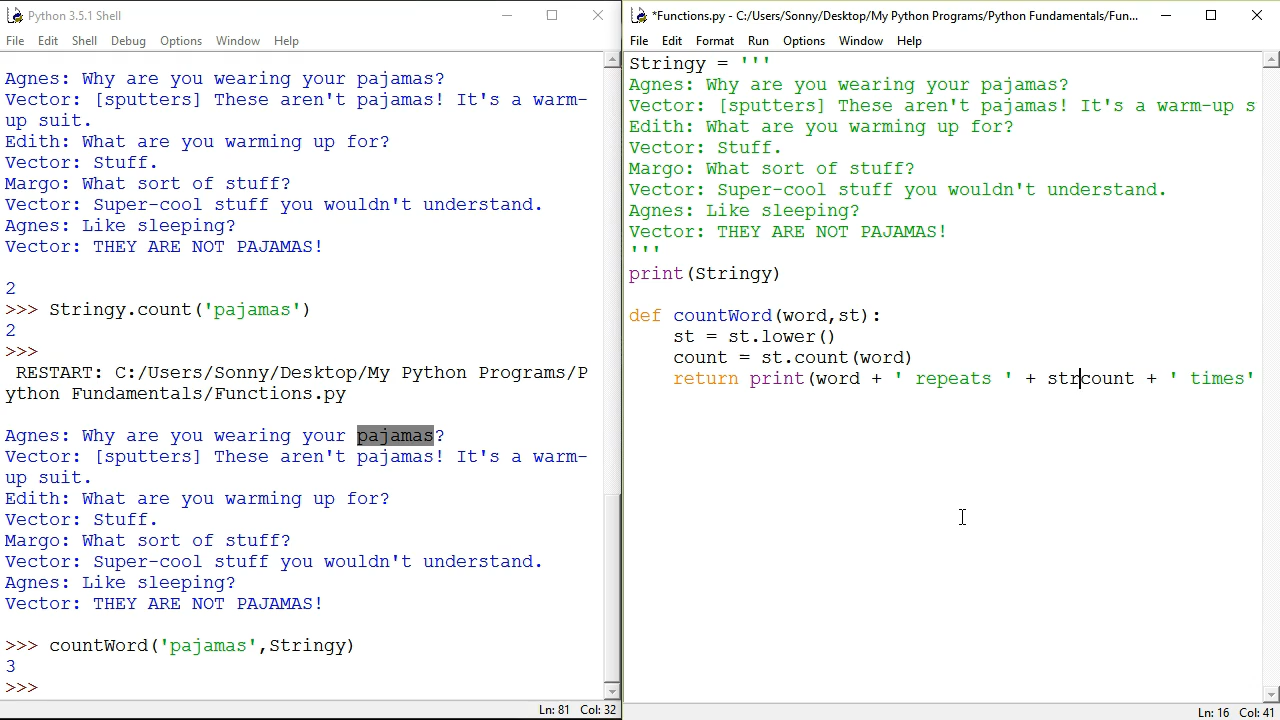 Python 3.5.1 Shell
File Edit Shell Debug Options Window Help
Agnes: Why are you wearing your pajamas?
Vector: [sputters] These aren't pajamas! It's a warm-
up suit.
Edith: What are you warming up for?
Vector: Stuff.
Margo: What sort of stuff?
Vector: Super-cool stuff you wouldn't understand.
Agnes: Like sleeping?
Vector: THEY ARE NOT PAJAMAS!
2
>>> Stringy.count('pajamas')
2
>>>
RESTART: C:/Users/Sonny/Desktop/My Python Programs/P
ython Fundamentals/Functions.py
Agnes: Why are you wearing your pajamas?
Vector: [sputters] These aren't pajamas! It's a warm-
up suit.
Edith: What are you warming up for?
Vector: Stuff.
Margo: What sort of stuff?
Vector: Super-cool stuff you wouldn't understand.
Agnes: Like sleeping?
Vector: THEY ARE NOT PAJAMAS!
>>> countWord('pajamas',Stringy)
3
>>>
Ln: 81 Col: 32
*Functions.py - C:/Users/Sonny/Desktop/My Python Programs/Python Fundamentals/Fun...
File Edit Format Run Options Window Help
Stringy = '''
Agnes: Why are you wearing your pajamas?
Vector: [sputters] These aren't pajamas! It's a warm-up s
Edith: What are you warming up for?
Vector: Stuff.
Margo: What sort of stuff?
Vector: Super-cool stuff you wouldn't understand.
Agnes: Like sleeping?
Vector: THEY ARE NOT PAJAMAS!
'''
print(Stringy)
def countWord(word,st):
st = st.lower()
count = st.count(word)
return print(word + ' repeats ' + strcount + ' times'
Ln: 16 Col: 41